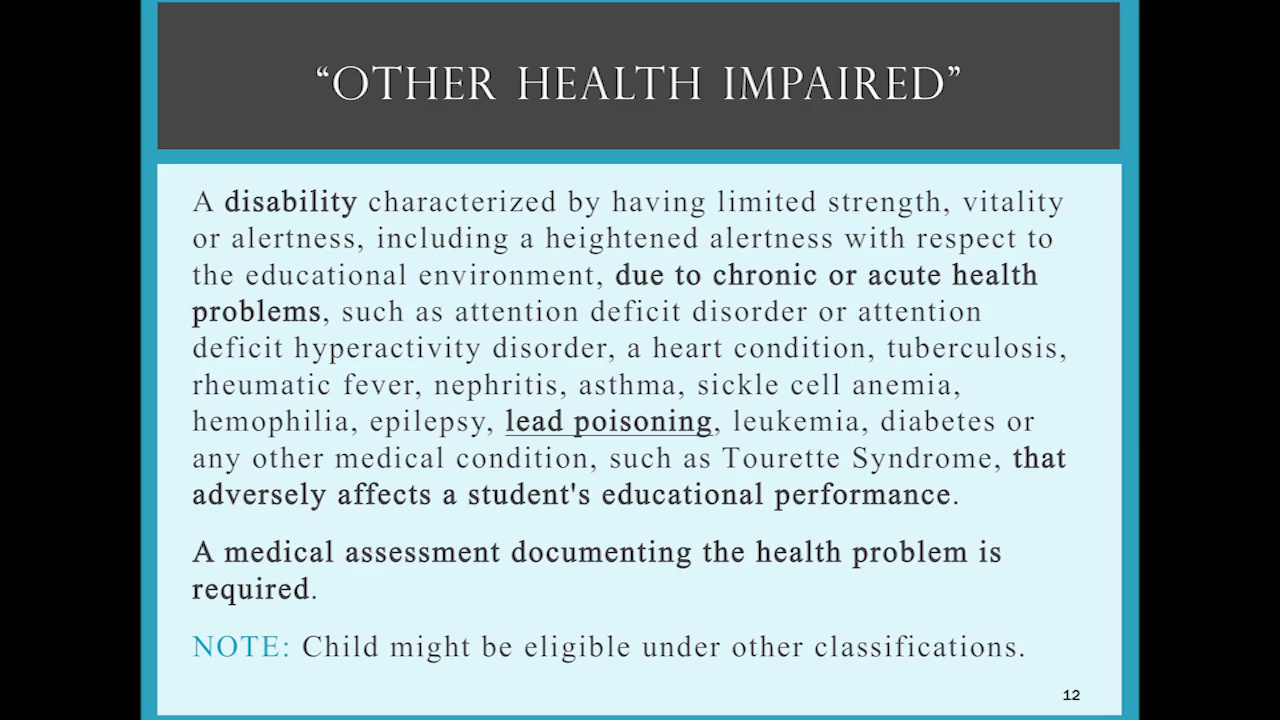 “OTHER HEALTH IMPAIRED”
A disability characterized by having limited strength, vitality
or alertness, including a heightened alertness with respect to
the educational environment, due to chronic or acute health
problems, such as attention deficit disorder or attention
deficit hyperactivity disorder, a heart condition, tuberculosis,
rheumatic fever, nephritis, asthma, sickle cell anemia,
hemophilia, epilepsy, lead poisoning, leukemia, diabetes or
any other medical condition, such as Tourette Syndrome, that
adversely affects a student's educational performance.
A medical assessment documenting the health problem is
required.
NOTE: Child might be eligible under other classifications.
12